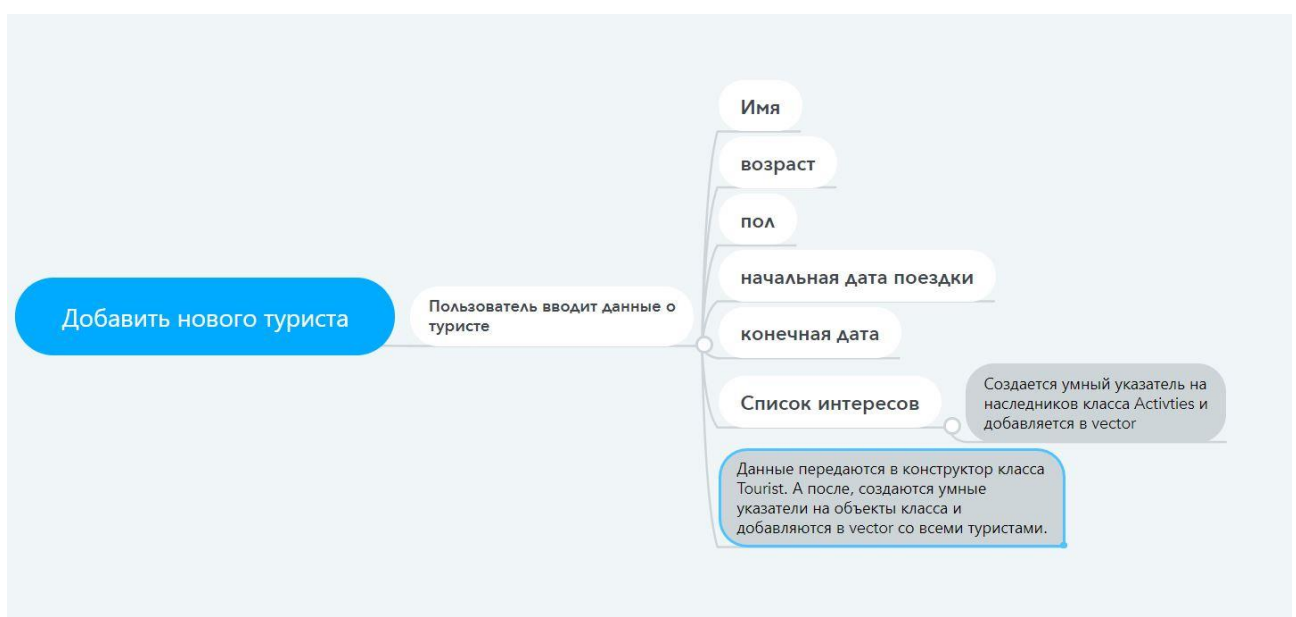 Имя
возраст
пол
начальная дата поездки
Добавить нового туриста
Пользователь вводит данные о
туристе
конечная дата
Список интересов
Создается умный указатель на
наследников класса Activties и
добавляется в vector
Данные передаются в конструктор класса
Tourist. А после, создаются умные
указатели на объекты класса и
добавляются в vector со всеми туристами.